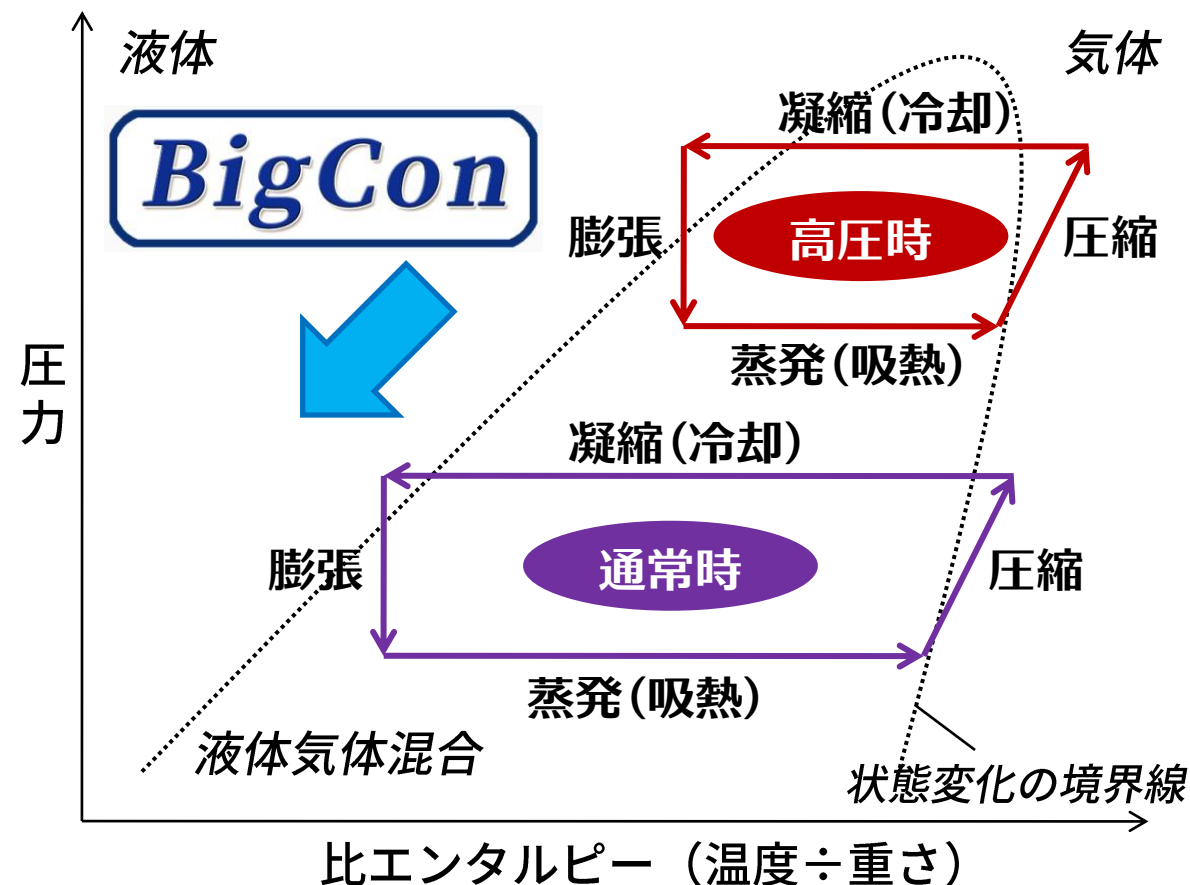 液体
気体
BigCon
凝縮(冷却)
膨張
高圧時
圧縮
蒸発(吸熱)
圧力
凝縮(冷却)
膨張
通常時
圧縮
蒸発(吸熱)
液体気体混合
状態変化の境界線
比エンタルピー（温度÷重さ）